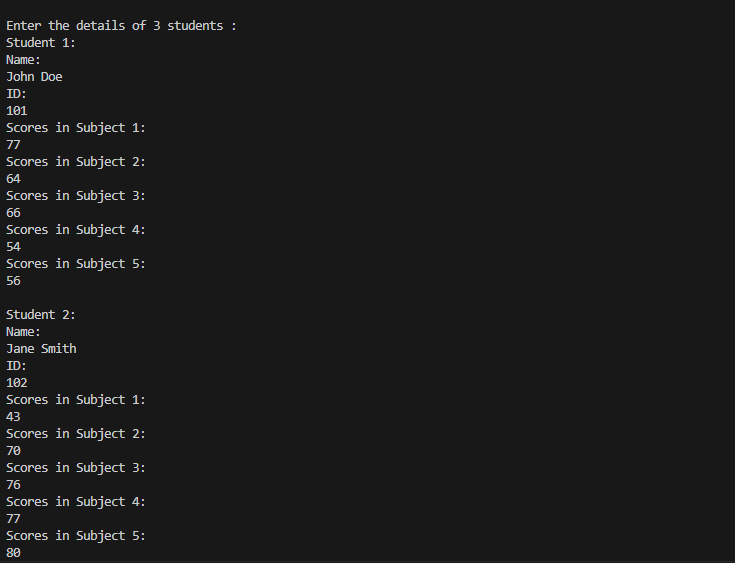 Enter the details of 3 students :
Student 1:
Name:
John Doe
ID:
101
Scores in Subject 1:
77
Scores in Subject 2:
64
Scores in Subject 3:
66
Scores in Subject 4:
54
Scores in Subject 5:
56
Student 2:
Name:
Jane Smith
ID:
102
Scores in Subject 1:
43
Scores in Subject 2:
70
Scores in Subject 3:
76
Scores in Subject 4:
77
Scores in Subject 5:
80